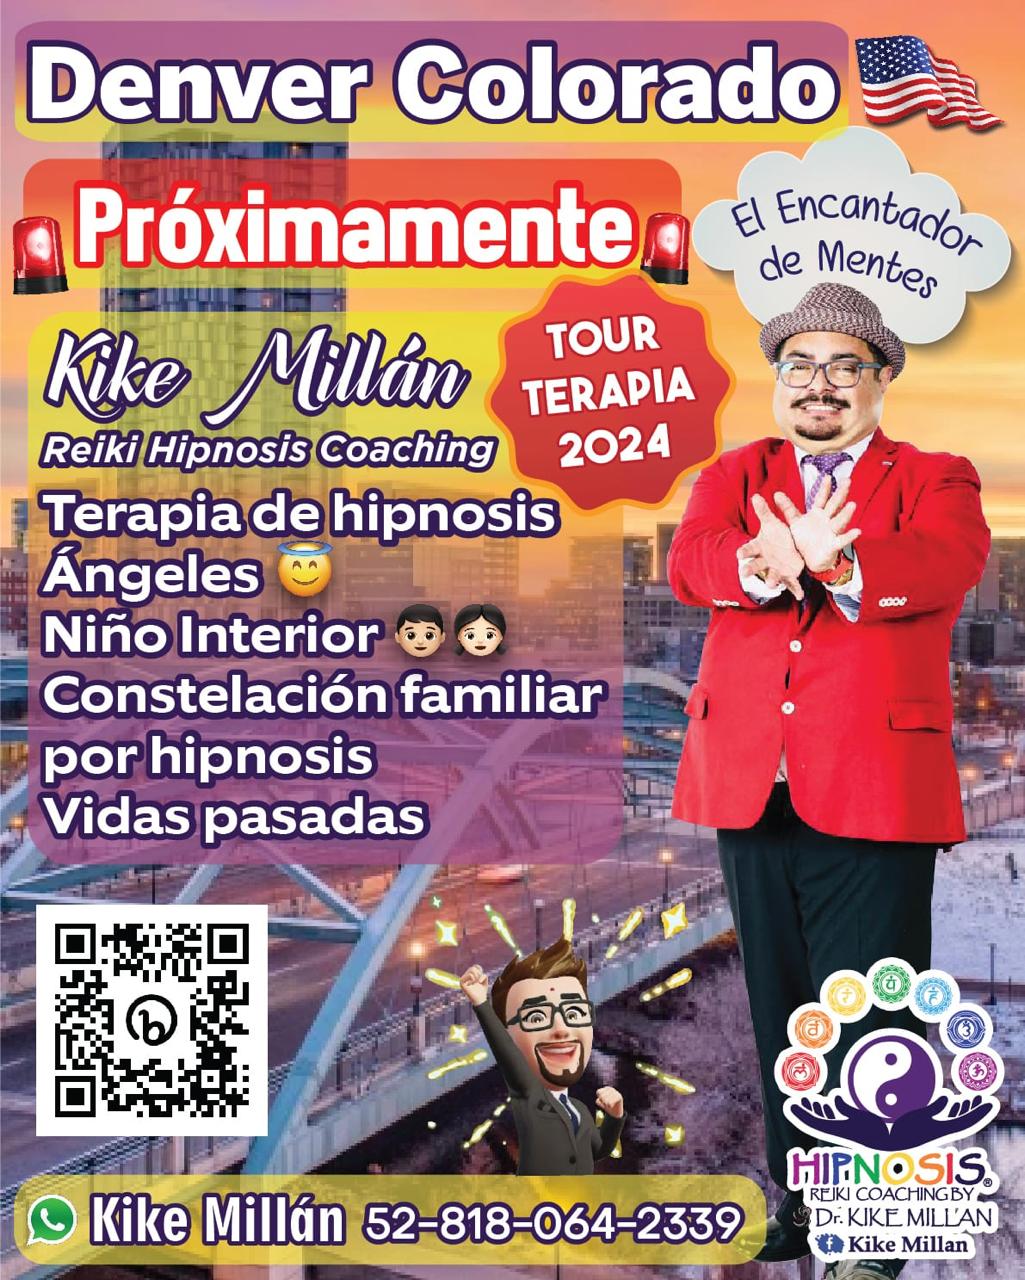 Denver Colorado
Próximamente
El Encantador
de Mentes
Kike Millán
Reiki Hipnosis Coaching
TOUR
TERAPIA
2024
Terapia de hipnosis
Ángeles
Niño Interior
Constelación familiar
por hipnosis
Vidas pasadas
HIPNOSIS®
REIKI COACHING BY
Dr. KIKE MILL'AN
Kike Millan
Kike Millán 52-818-064-2339